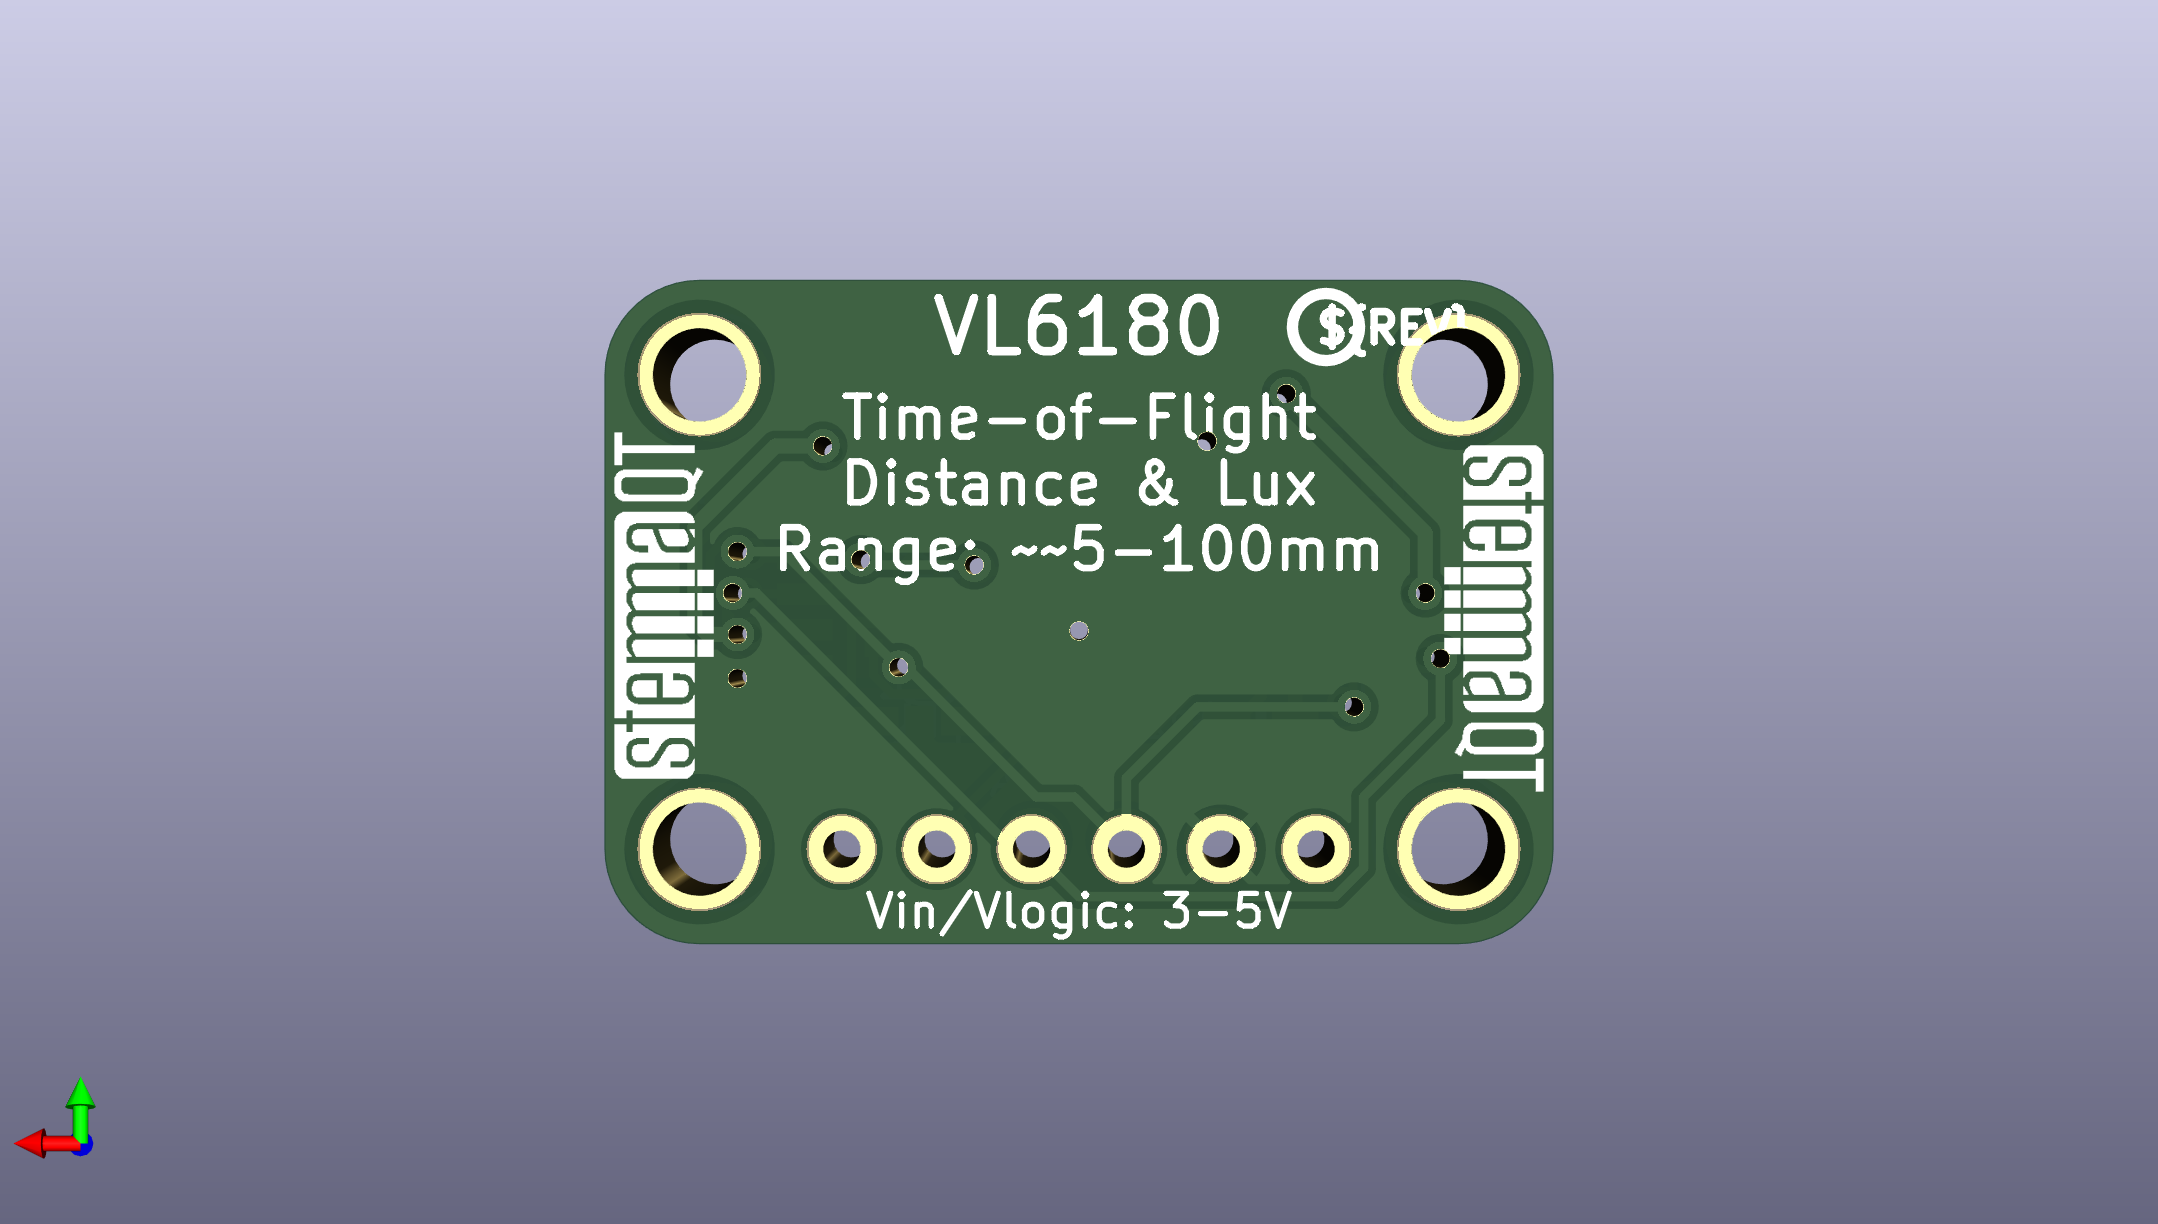 VL6180
${REV}
Time-of-Flight
Distance & Lux
Range: ~~5-100mm
stemmaQT
stemmaQT
Vin/Vlogic: 3-5V